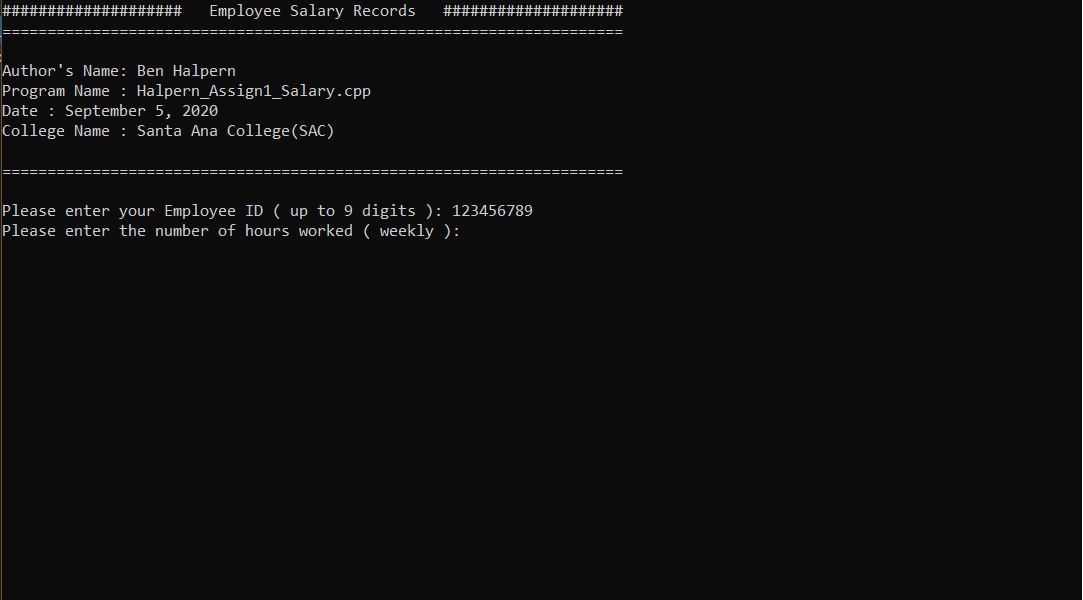 ####################   Employee Salary Records   ####################
=====================================================================
Author's Name: Ben Halpern
Program Name : Halpern_Assign1_Salary.cpp
Date : September 5, 2020
College Name : Santa Ana College(SAC)
=====================================================================
Please enter your Employee ID ( up to 9 digits ): 123456789
Please enter the number of hours worked ( weekly ):